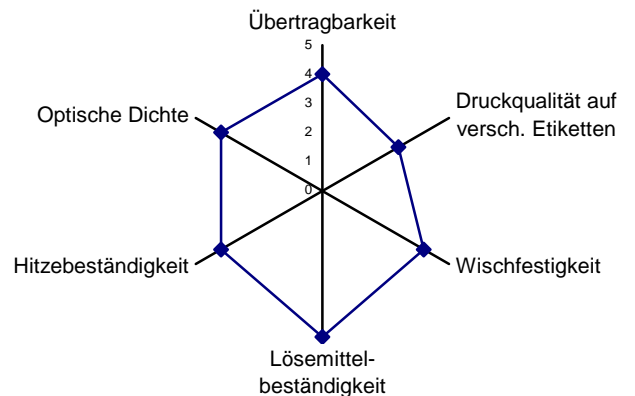 Übertragbarkeit
5
4
3
2
1
0
Druckqualität auf
versch. Etiketten
Wischfestigkeit
Lösemittel-
beständigkeit
Hitzebeständigkeit
Optische Dichte